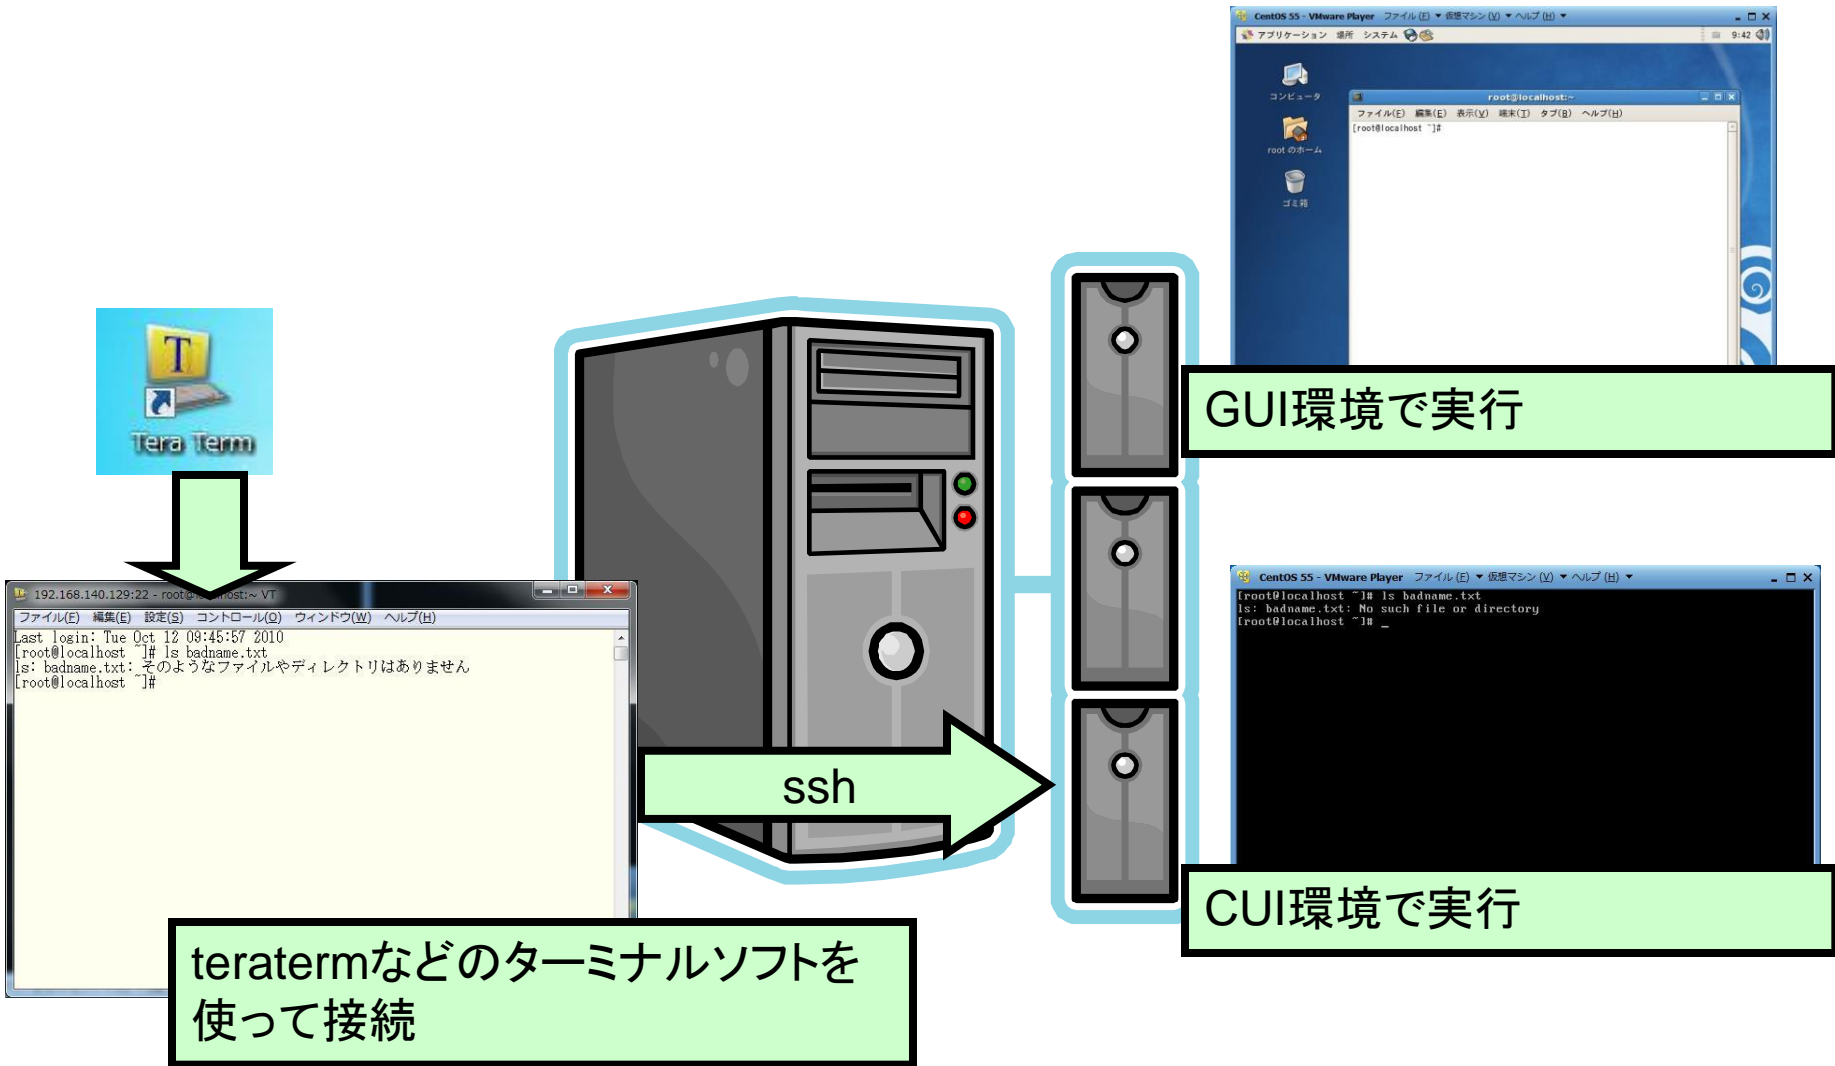 CentOS 55 - VMware Player ファイル (F) ▼ 仮想マシン (V) ▼ ヘルプ (H) ▼
アプリケーション 場所 システム 9:42
コンピュータ
root@localhost:~
ファイル(F) 編集(E) 表示(V) 端末(T) タブ(B) ヘルプ(H)
[root@localhost ~]#
root のホーム
ゴミ箱
GUI環境で実行
T
Tera Term
192.168.140.129:22 - root@localhost:~ VT
ファイル(F) 編集(E) 設定(S) コントロール(O) ウィンドウ(W) ヘルプ(H)
Last login: Tue Oct 12 09:45:57 2010
[root@localhost ~]# ls badname.txt
ls: badname.txt: そのようなファイルやディレクトリはありません
[root@localhost ~]#
ssh
teratermなどのターミナルソフトを
使って接続
CentOS 55 - VMware Player ファイル (F) ▼ 仮想マシン (V) ▼ ヘルプ (H) ▼
[root@localhost ~]# ls badname.txt
ls: badname.txt: No such file or directory
[root@localhost ~]# _
CUI環境で実行